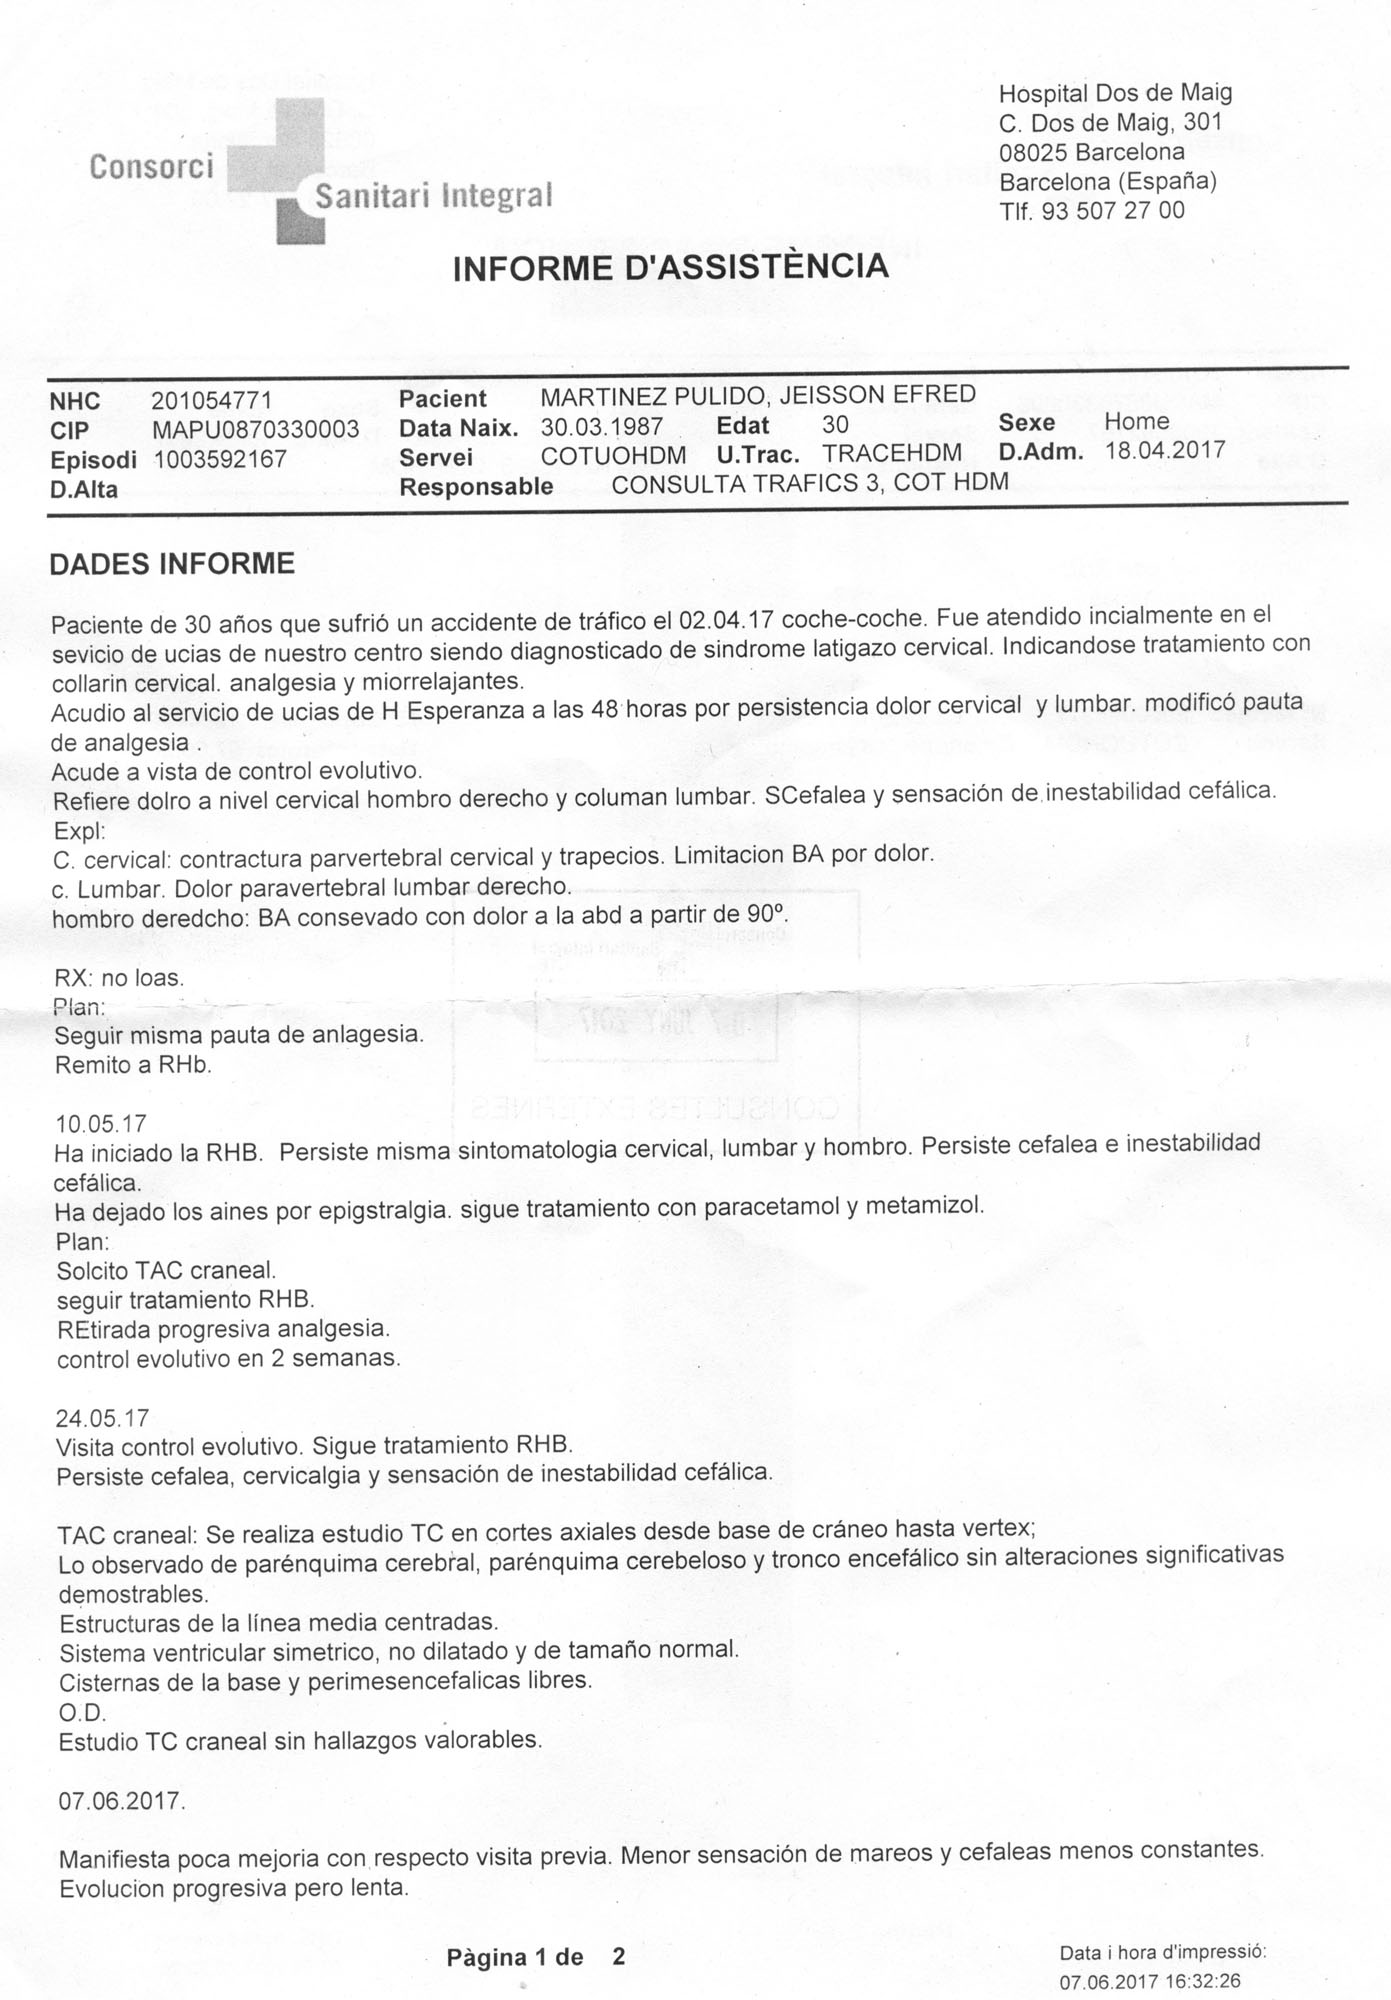 Consorci
Sanitari Integral
Hospital Dos de Maig
C. Dos de Maig, 301
08025 Barcelona
Barcelona (España)
Tlf. 93 507 27 00
INFORME D'ASSISTÈNCIA
NHC 201054771 Pacient MARTINEZ PULIDO, JEISSON EFRED
CIP MAPU0870330003 Data Naix. 30.03.1987 Edat 30 Sexe Home
Episodi 1003592167 Servei COTUOHDM U.Trac. TRACEHDM D.Adm. 18.04.2017
D.Alta Responsable CONSULTA TRAFICS 3, COT HDM
DADES INFORME
Paciente de 30 años que sufrió un accidente de tráfico el 02.04.17 coche-coche. Fue atendido incialmente en el
sevicio de ucias de nuestro centro siendo diagnosticado de sindrome latigazo cervical. Indicandose tratamiento con
collarin cervical. analgesia y miorrelajantes.
Acudio al servicio de ucias de H Esperanza a las 48 horas por persistencia dolor cervical y lumbar. modificó pauta
de analgesia .
Acude a vista de control evolutivo.
Refiere dolro a nivel cervical hombro derecho y columan lumbar. SCefalea y sensación de inestabilidad cefálica.
Expl:
C. cervical: contractura parvertebral cervical y trapecios. Limitacion BA por dolor.
c. Lumbar. Dolor paravertebral lumbar derecho.
hombro deredcho: BA consevado con dolor a la abd a partir de 90º.
RX: no loas.
Plan:
Seguir misma pauta de anlagesia.
Remito a RHb.
10.05.17
Ha iniciado la RHB. Persiste misma sintomatologia cervical, lumbar y hombro. Persiste cefalea e inestabilidad
cefálica.
Ha dejado los aines por epigstralgia. sigue tratamiento con paracetamol y metamizol.
Plan:
Solcito TAC craneal.
seguir tratamiento RHB.
REtirada progresiva analgesia.
control evolutivo en 2 semanas.
24.05.17
Visita control evolutivo. Sigue tratamiento RHB.
Persiste cefalea, cervicalgia y sensación de inestabilidad cefálica.
TAC craneal: Se realiza estudio TC en cortes axiales desde base de cráneo hasta vertex;
Lo observado de parénquima cerebral, parénquima cerebeloso y tronco encefálico sin alteraciones significativas
demostrables.
Estructuras de la línea media centradas.
Sistema ventricular simetrico, no dilatado y de tamaño normal.
Cisternas de la base y perimesencefalicas libres.
O.D.
Estudio TC craneal sin hallazgos valorables.
07.06.2017.
Manifiesta poca mejoria con respecto visita previa. Menor sensación de mareos y cefaleas menos constantes.
Evolucion progresiva pero lenta.
Pàgina 1 de 2
Data i hora d'impressió:
07.06.2017 16:32:26